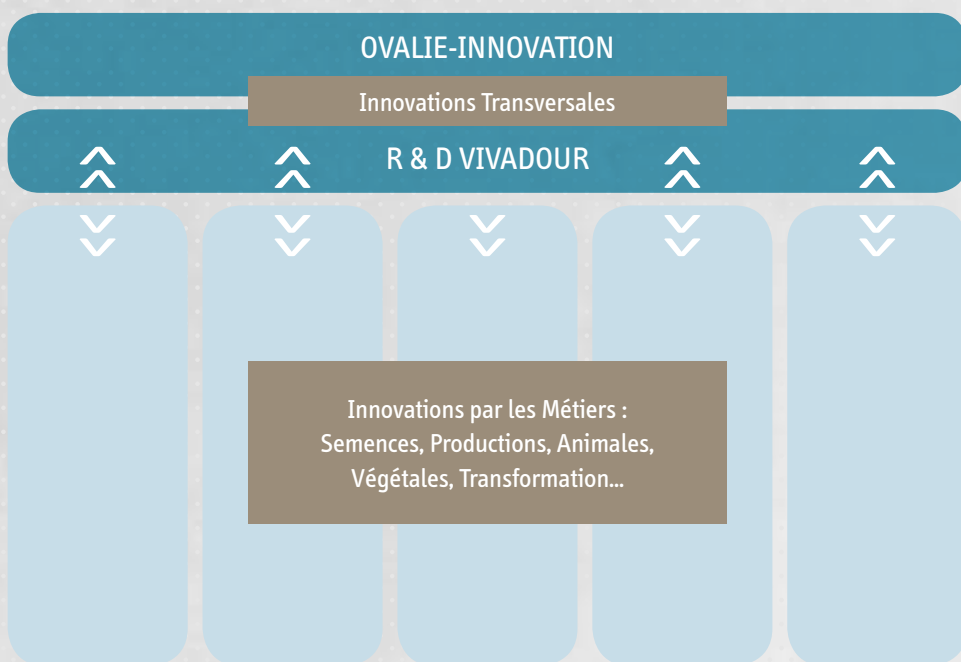 OVALIE-INNOVATION
Innovations Transversales
R & D VIVADOUR
Innovations par les Métiers :
Semences, Productions, Animales,
Végétales, Transformation...